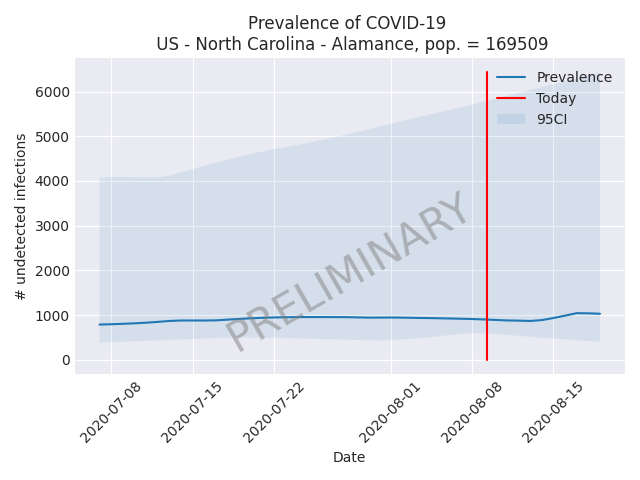 Prevalence of COVID-19
US - North Carolina - Alamance, pop. = 169509
Prevalence
Today
95CI
6000
5000
4000
3000
2000
1000
0
# undetected infections
PRELIMINARY
2020-07-08
2020-07-15
2020-07-22
2020-08-01
2020-08-08
2020-08-15
Date